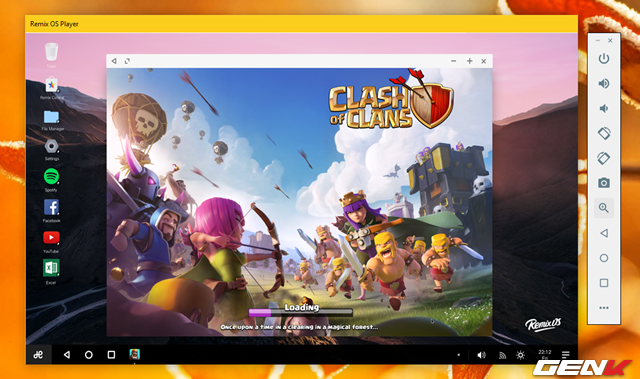 Remix OS Player
CLASH
of CLANS
Remix Central
File Manager
Settings
Spotify
Facebook
YouTube
Excel
Loading
Once upon a time in a clearing in a magical forest...
Remix OS
22:12
GENK